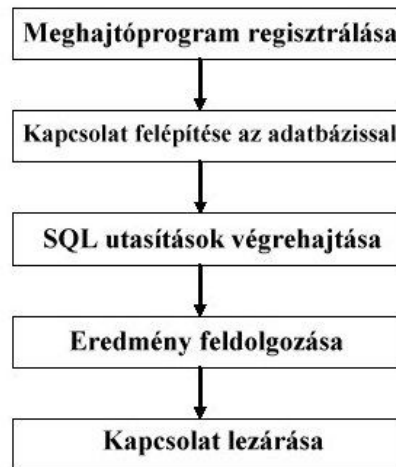 Meghajtóprogram regisztrálása
Kapcsolat felépítése az adatbázissal
SQL utasítások végrehajtása
Eredmény feldolgozása
Kapcsolat lezárása